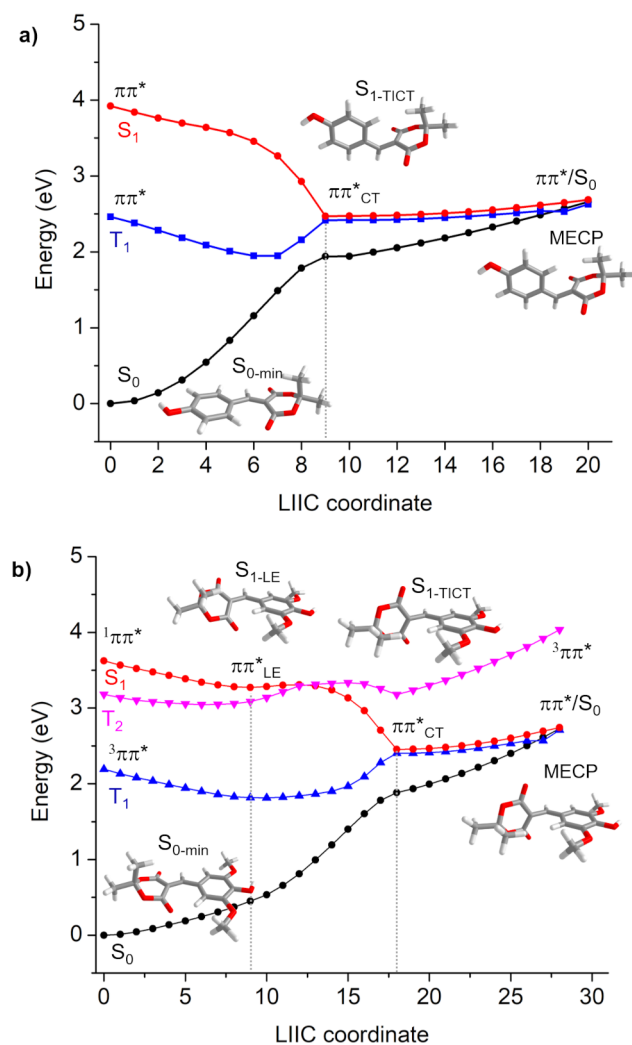 a)
5
4
3
2
1
0
Energy (eV)
ππ*
S1
ππ*
T1
S0
S0-min
S1-TICT
ππ*CT
ππ*/S0
MECP
0 2 4 6 8 10 12 14 16 18 20
LIIC coordinate
b)
5
4
3
2
1
0
Energy (eV)
S1-LE
S1-TICT
1ππ*
S1
ππ*LE
3ππ*
T2
ππ*CT
ππ*/S0
3ππ*
T1
MECP
S0-min
S0
0 5 10 15 20 25 30
LIIC coordinate